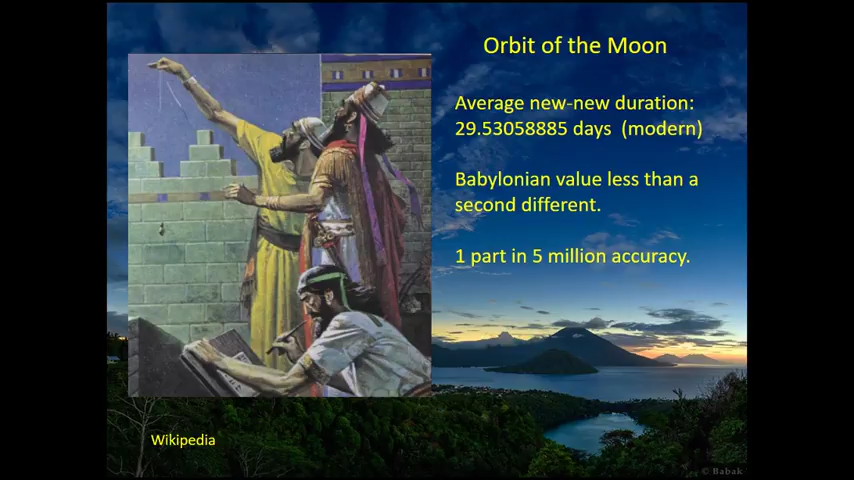 Orbit of the Moon
Average new-new duration:
29.53058885 days (modern)
Babylonian value less than a
second different.
1 part in 5 million accuracy.
Wikipedia
© Babak